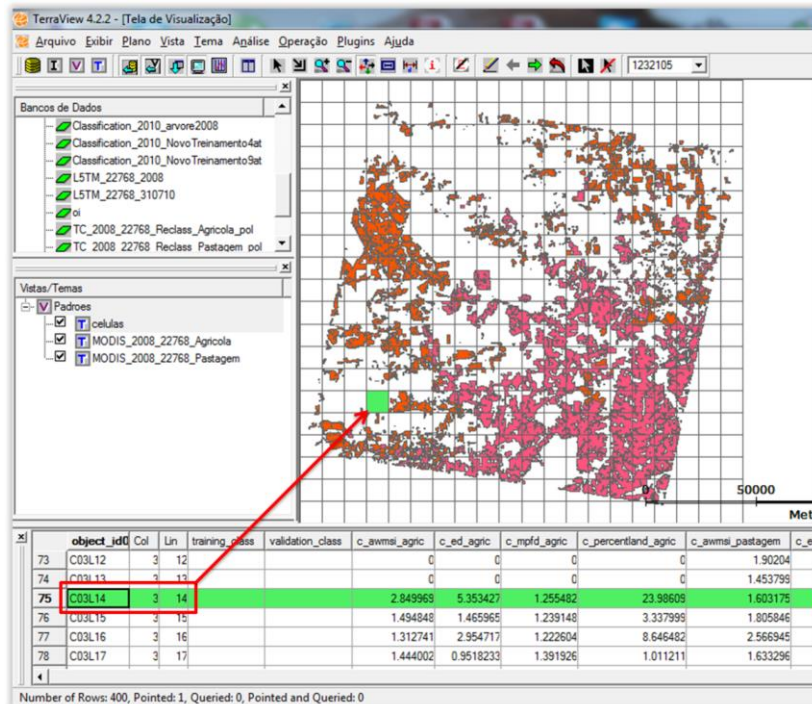 TerraView 4.2.2 - [Tela de Visualização]
Arquivo Exibir Plano Vista Tema Análise Operação Plugins Ajuda
I V T 1232105
Bancos de Dados
Classification_2010_arvore2008
Classification_2010_NovoTreinamento4at
Classification_2010_NovoTreinamento9at
L5TM_22768_2008
L5TM_22768_310710
oi
TC_2008_22768_Reclass_Agricola_pol
TC_2008_22768_Reclass_Pastagem_pol
Vistas/Temas
V Padroes
T celulas
T MODIS_2008_22768_Agricola
T MODIS_2008_22768_Pastagem
0 50000
Met
object_id0 Col Lin training_class validation_class c_awmsi_agric c_ed_agric c_mpfd_agric c_percentland_agric c_awmsi_pastagem c_e
73 C03L12 3 12 0 0 0 0 1.90204
74 C03L13 3 13 0 0 0 0 1.453799
75 C03L14 3 14 2.849969 5.353427 1.255482 23.98609 1.603175
76 C03L15 3 15 1.494848 1.465965 1.239148 3.337999 1.805846
77 C03L16 3 16 1.312741 2.954717 1.222604 8.646482 2.566945
78 C03L17 3 17 1.444002 0.9518233 1.391926 1.011211 1.633296
Number of Rows: 400, Pointed: 1, Queried: 0, Pointed and Queried: 0